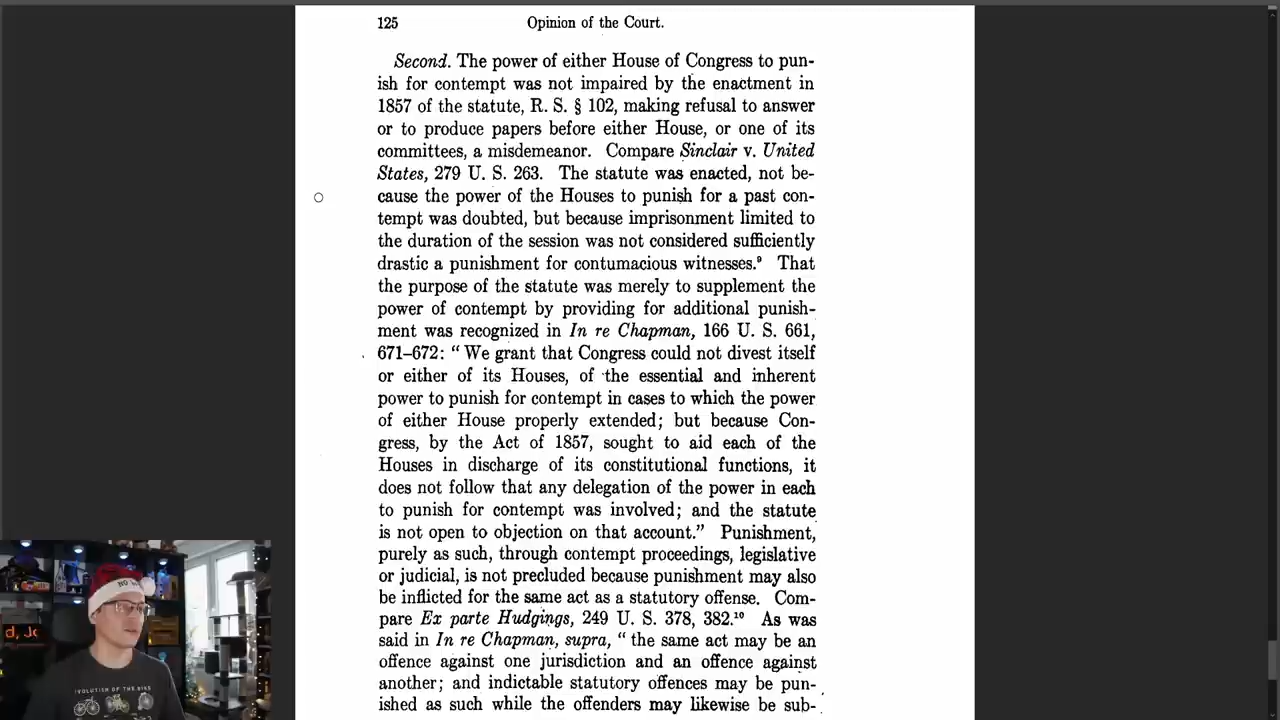 125 Opinion of the Court.
Second. The power of either House of Congress to pun-
ish for contempt was not impaired by the enactment in
1857 of the statute, R. S. § 102, making refusal to answer
or to produce papers before either House, or one of its
committees, a misdemeanor. Compare Sinclair v. United
States, 279 U. S. 263. The statute was enacted, not be-
cause the power of the Houses to punish for a past con-
tempt was doubted, but because imprisonment limited to
the duration of the session was not considered sufficiently
drastic a punishment for contumacious witnesses.⁹ That
the purpose of the statute was merely to supplement the
power of contempt by providing for additional punish-
ment was recognized in In re Chapman, 166 U. S. 661,
671–672: “ We grant that Congress could not divest itself
or either of its Houses, of the essential and inherent
power to punish for contempt in cases to which the power
of either House properly extended; but because Con-
gress, by the Act of 1857, sought to aid each of the
Houses in discharge of its constitutional functions, it
does not follow that any delegation of the power in each
to punish for contempt was involved; and the statute
is not open to objection on that account.” Punishment,
purely as such, through contempt proceedings, legislative
or judicial, is not precluded because punishment may also
be inflicted for the same act as a statutory offense. Com-
pare Ex parte Hudgings, 249 U. S. 378, 382.¹⁰ As was
said in In re Chapman, supra, “ the same act may be an
offence against one jurisdiction and an offence against
another; and indictable statutory offences may be pun-
ished as such while the offenders may likewise be sub-
NO
d, Jo
EVOLUTION OF THE BIKE